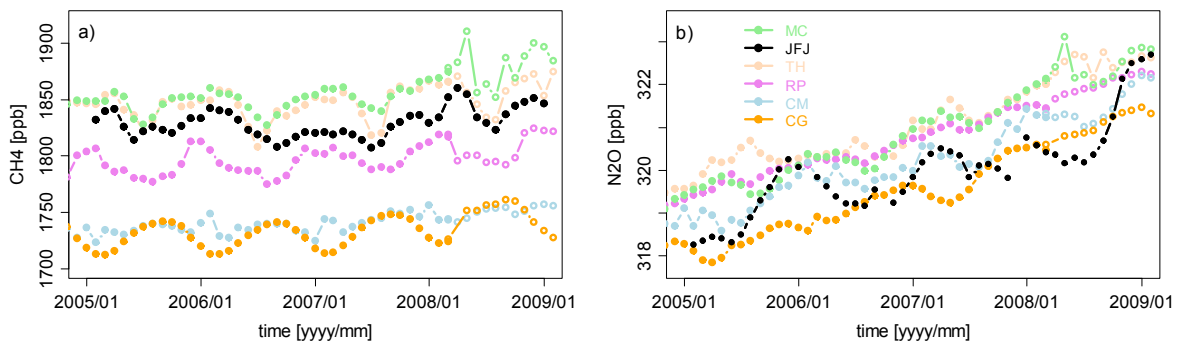 a)
1900
1850
1800
1750
1700
CH4 [ppb]
2005/01 2006/01 2007/01 2008/01 2009/01
time [yyyy/mm]
b)
MC
JFJ
TH
RP
CM
CG
322
320
318
N2O [ppb]
2005/01 2006/01 2007/01 2008/01 2009/01
time [yyyy/mm]